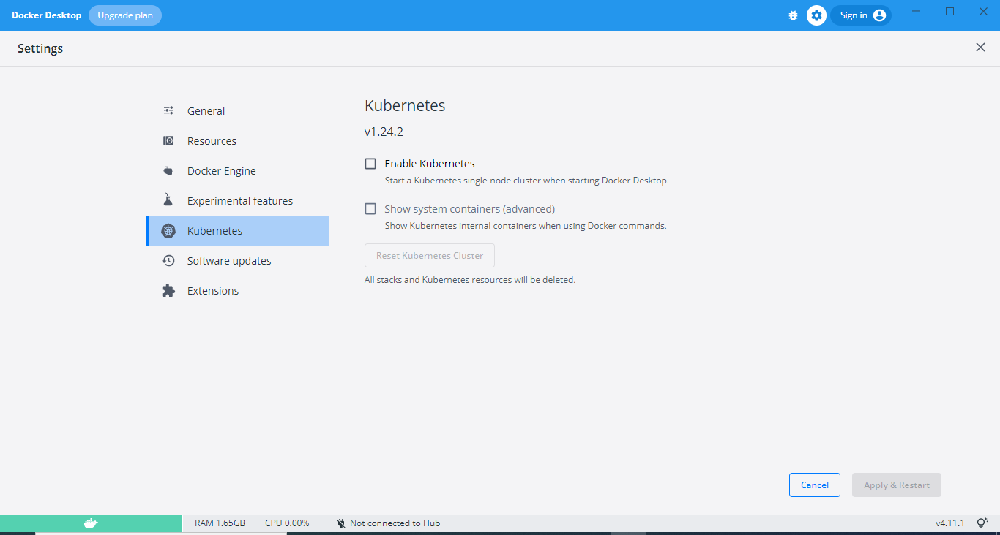 Docker Desktop Upgrade plan Sign in
Settings
General
Resources
Docker Engine
Experimental features
Kubernetes
Software updates
Extensions
Kubernetes
v1.24.2
Enable Kubernetes
Start a Kubernetes single-node cluster when starting Docker Desktop.
Show system containers (advanced)
Show Kubernetes internal containers when using Docker commands.
Reset Kubernetes Cluster
All stacks and Kubernetes resources will be deleted.
Cancel Apply & Restart
RAM 1.65GB CPU 0.00% Not connected to Hub v4.11.1